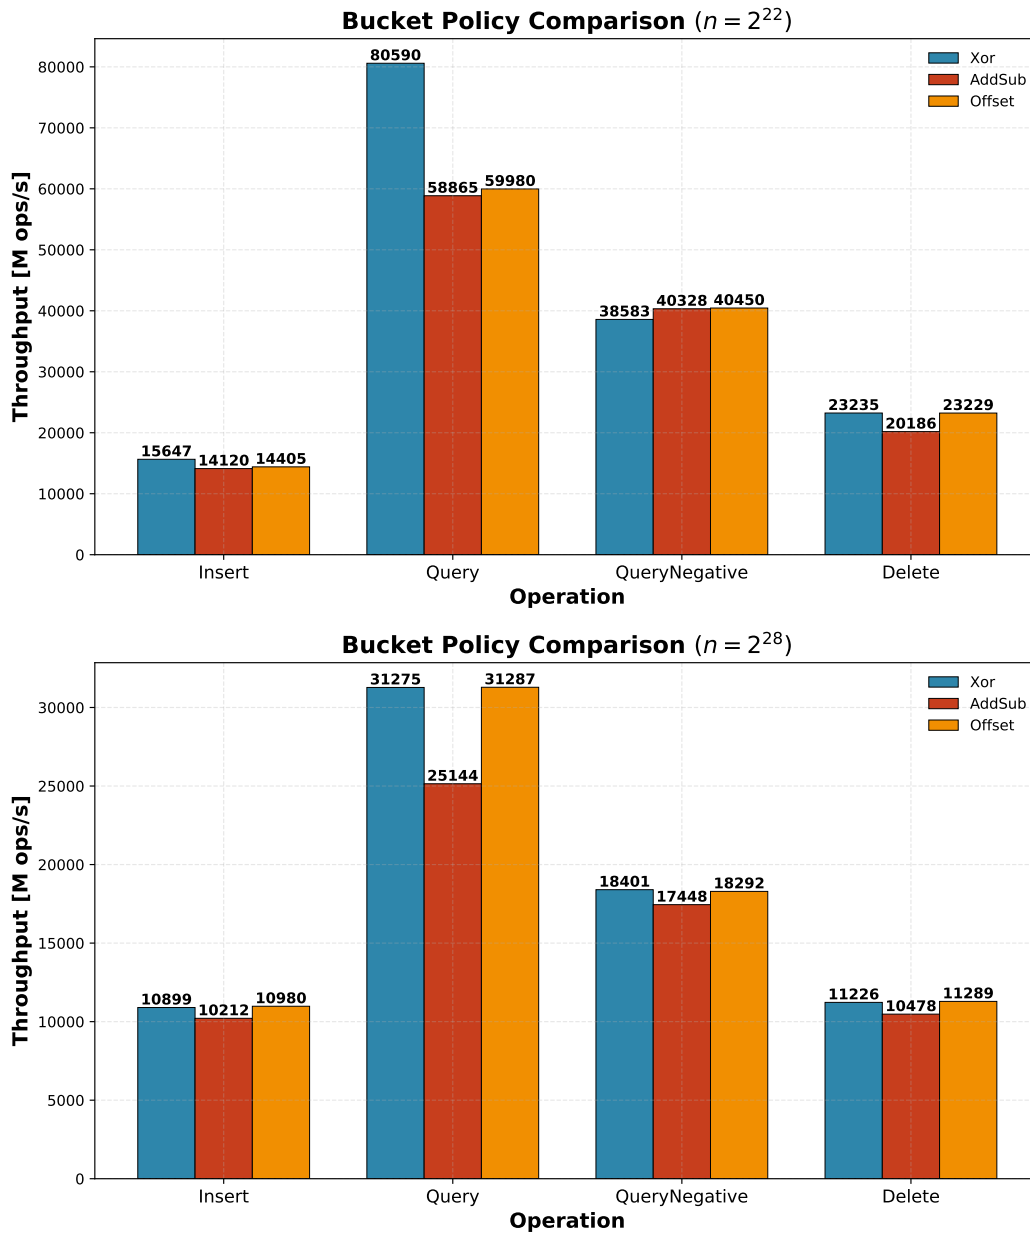 Bucket Policy Comparison (n = 2^22)
Throughput [M ops/s]
80000
70000
60000
50000
40000
30000
20000
10000
0
Xor
AddSub
Offset
15647 14120 14405
80590 58865 59980
38583 40328 40450
23235 20186 23229
Insert Query QueryNegative Delete
Operation
Bucket Policy Comparison (n = 2^28)
Throughput [M ops/s]
30000
25000
20000
15000
10000
5000
0
Xor
AddSub
Offset
10899 10212 10980
31275 25144 31287
18401 17448 18292
11226 10478 11289
Insert Query QueryNegative Delete
Operation